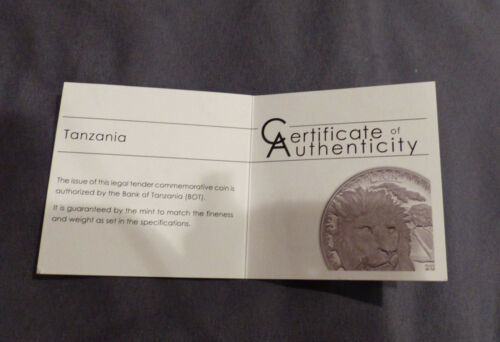 Tanzania
The issue of this legal tender commemorative coin is
authorized by the Bank of Tanzania (BOT).
It is guaranteed by the mint to match the fineness
and weight as set in the specifications.
Certificate of
Authenticity